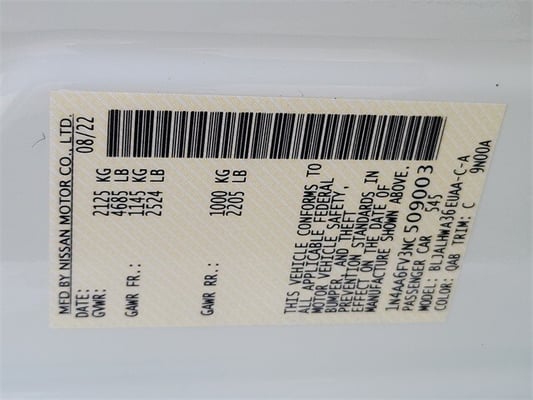 MFD BY NISSAN MOTOR CO., LTD.
DATE: 08/22
GVWR: 2125 KG
4685 LB
GAWR FR.: 1145 KG
2524 LB
GAWR RR.: 1000 KG
2205 LB
THIS VEHICLE CONFORMS TO
ALL APPLICABLE FEDERAL
MOTOR VEHICLE SAFETY,
BUMPER, AND THEFT
PREVENTION STANDARDS IN
EFFECT ON THE DATE OF
MANUFACTURE SHOWN ABOVE.
1N4AA6FV3NC509003
PASSENGER CAR 545
MODEL: BLJALHWA36EUAA-C-A
COLOR: QAB TRIM: C 9N00A